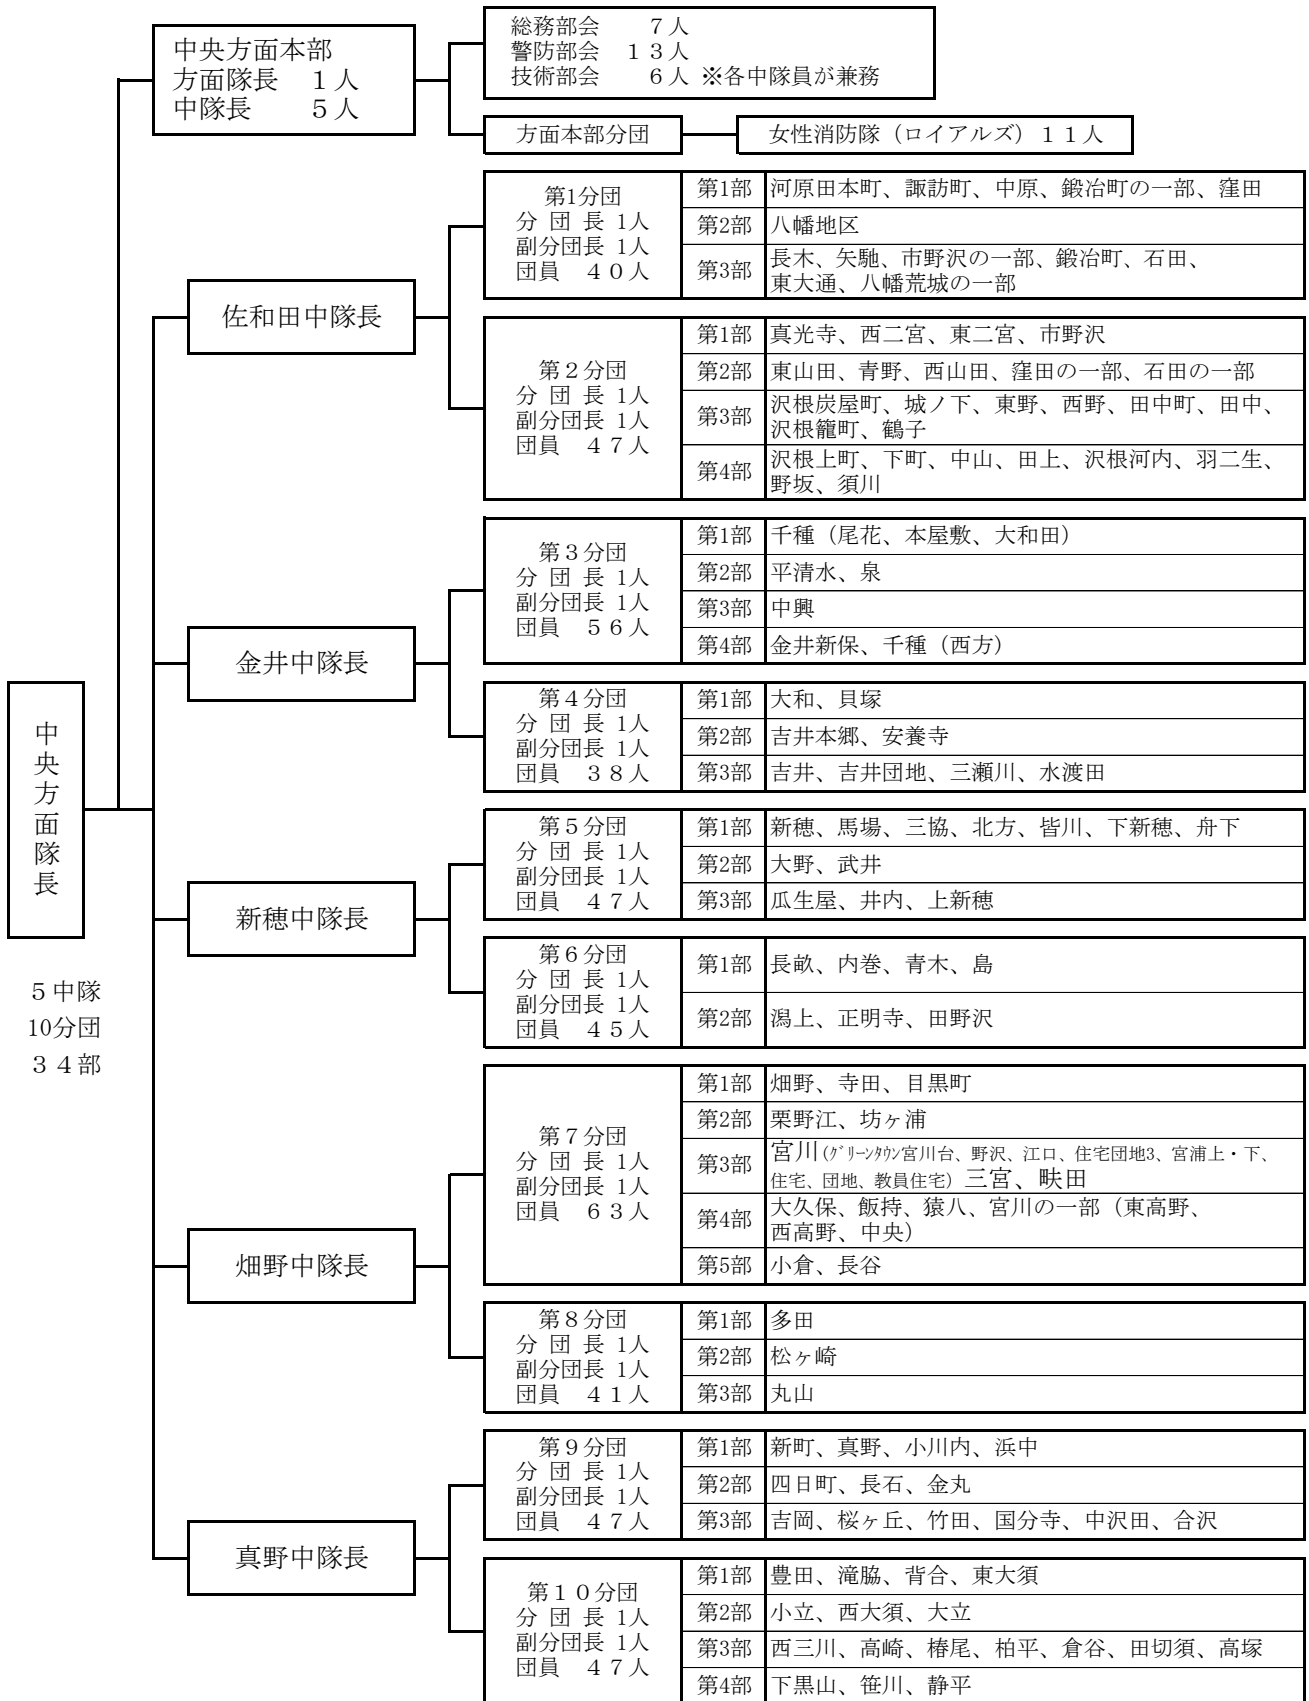 総務部会　　７人
警防部会　１３人
技術部会　　６人 ※各中隊員が兼務
中央方面本部
方面隊長　１人
中隊長　　５人
方面本部分団
女性消防隊（ロイアルズ）１１人
第1分団
分 団 長 1人
副分団長 1人
団員　４０人
第1部 河原田本町、諏訪町、中原、鍛冶町の一部、窪田
第2部 八幡地区
第3部 長木、矢馳、市野沢の一部、鍛冶町、石田、
東大通、八幡荒城の一部
佐和田中隊長
第２分団
分 団 長 1人
副分団長 1人
団員　４７人
第1部 真光寺、西二宮、東二宮、市野沢
第2部 東山田、青野、西山田、窪田の一部、石田の一部
第3部 沢根炭屋町、城ノ下、東野、西野、田中町、田中、
沢根籠町、鶴子
第4部 沢根上町、下町、中山、田上、沢根河内、羽二生、
野坂、須川
金井中隊長
第３分団
分 団 長 1人
副分団長 1人
団員　５６人
第1部 千種（尾花、本屋敷、大和田）
第2部 平清水、泉
第3部 中興
第4部 金井新保、千種（西方）
第４分団
分 団 長 1人
副分団長 1人
団員　３８人
第1部 大和、貝塚
第2部 吉井本郷、安養寺
第3部 吉井、吉井団地、三瀬川、水渡田
中央方面隊長
５中隊
10分団
３４部
新穂中隊長
第５分団
分 団 長 1人
副分団長 1人
団員　４７人
第1部 新穂、馬場、三協、北方、皆川、下新穂、舟下
第2部 大野、武井
第3部 瓜生屋、井内、上新穂
第６分団
分 団 長 1人
副分団長 1人
団員　４５人
第1部 長畝、内巻、青木、島
第2部 潟上、正明寺、田野沢
畑野中隊長
第７分団
分 団 長 1人
副分団長 1人
団員　６３人
第1部 畑野、寺田、目黒町
第2部 栗野江、坊ヶ浦
第3部 宮川(ｸﾞﾘｰﾝﾀｳﾝ宮川台、野沢、江口、住宅団地3、宮浦上・下、
住宅、団地、教員住宅) 三宮、畉田
第4部 大久保、飯持、猿八、宮川の一部（東高野、
西高野、中央）
第5部 小倉、長谷
第８分団
分 団 長 1人
副分団長 1人
団員　４１人
第1部 多田
第2部 松ヶ崎
第3部 丸山
真野中隊長
第９分団
分 団 長 1人
副分団長 1人
団員　４７人
第1部 新町、真野、小川内、浜中
第2部 四日町、長石、金丸
第3部 吉岡、桜ヶ丘、竹田、国分寺、中沢田、合沢
第１０分団
分 団 長 1人
副分団長 1人
団員　４７人
第1部 豊田、滝脇、背合、東大須
第2部 小立、西大須、大立
第3部 西三川、高崎、椿尾、柏平、倉谷、田切須、高塚
第4部 下黒山、笹川、静平